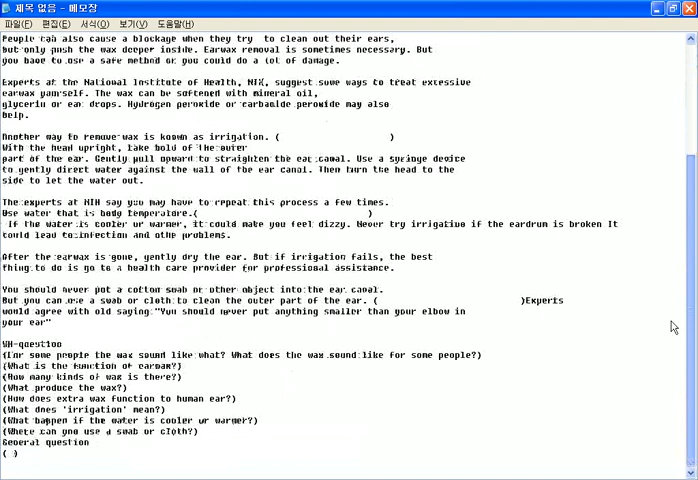 제목 없음 - 메모장
파일(F) 편집(E) 서식(O) 보기(V) 도움말(H)
People can also cause a blockage when they try to clean out their ears,
but only push the wax deeper inside. Earwax removal is sometimes necessary. But
you have to use a safe method or you could do a lot of damage.
Experts at the National Institute of Health, NIH, suggest some ways to treat excessive
earwax yourself. The wax can be softened with mineral oil,
glycerin or ear drops. Hydrogen peroxide or carbamide peroxide may also
help.
Another way to remove wax is known as irrigation. ( )
With the head upright, take hold of the outer
part of the ear. Gently pull upward to straighten the ear canal. Use a syringe device
to gently direct water against the wall of the ear canal. Then turn the head to the
side to let the water out.
The experts at NIH say you may have to repeat this process a few times.
Use water that is body temperature.( )
If the water is cooler or warmer, it could make you feel dizzy. Never try irrigation if the eardrum is broken It
could lead to infection and othe problems.
After the earwax is gone, gently dry the ear. But if irrigation fails, the best
thing to do is go to a health care provider for professional assistance.
You should never put a cotton swab or other object into the ear canal.
But you can use a swab or cloth to clean the outer part of the ear. ( )Experts
would agree with old saying:"You should never put anything smaller than your elbow in
your ear"
WH-question
(For some people the wax sound like what? What does the wax sound like for some people?)
(What is the function of earwax?)
(How many kinds of wax is there?)
(What produce the wax?)
(How does extra wax function to human ear?)
(What does 'irrigation' mean?)
(What happen if the water is cooler or warmer?)
(Where can you use a swab or cloth?)
General question
( )